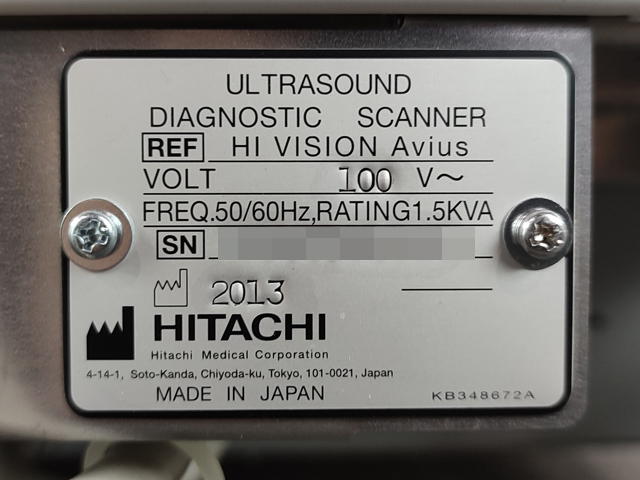 ULTRASOUND
DIAGNOSTIC SCANNER
REF HI VISION Avius
VOLT 100 V~
FREQ.50/60Hz,RATING1.5KVA
SN
2013
HITACHI
Hitachi Medical Corporation
4-14-1, Soto-Kanda, Chiyoda-ku, Tokyo, 101-0021, Japan
MADE IN JAPAN KB348672A